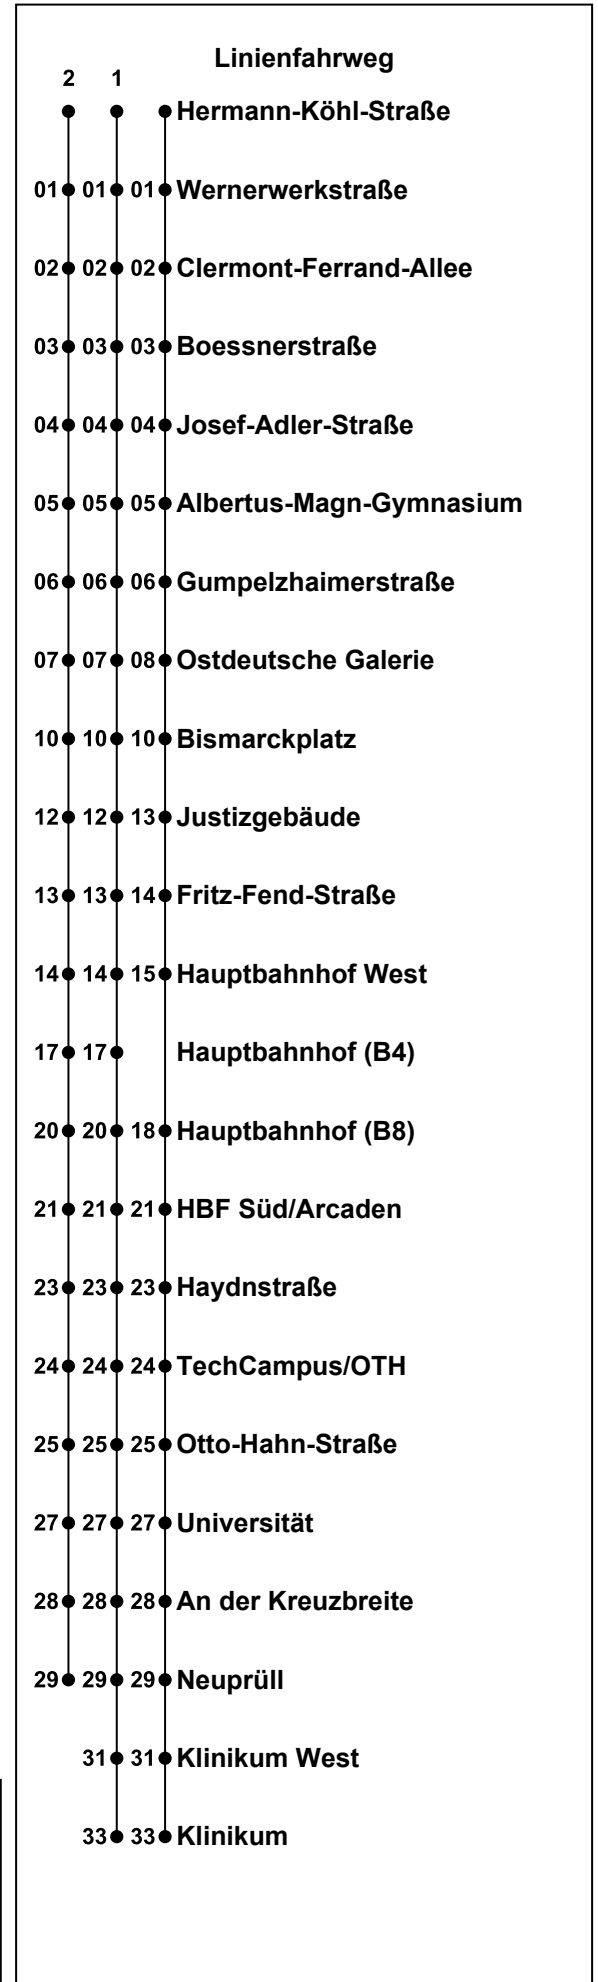 Linienfahrweg
2 1
Hermann-Köhl-Straße
01 01 01 Wernerwerkstraße
02 02 02 Clermont-Ferrand-Allee
03 03 03 Boessnerstraße
04 04 04 Josef-Adler-Straße
05 05 05 Albertus-Magn-Gymnasium
06 06 06 Gumpelzhaimerstraße
07 07 08 Ostdeutsche Galerie
10 10 10 Bismarckplatz
12 12 13 Justizgebäude
13 13 14 Fritz-Fend-Straße
14 14 15 Hauptbahnhof West
17 17 Hauptbahnhof (B4)
20 20 18 Hauptbahnhof (B8)
21 21 21 HBF Süd/Arcaden
23 23 23 Haydnstraße
24 24 24 TechCampus/OTH
25 25 25 Otto-Hahn-Straße
27 27 27 Universität
28 28 28 An der Kreuzbreite
29 29 29 Neuprüll
31 31 Klinikum West
33 33 Klinikum